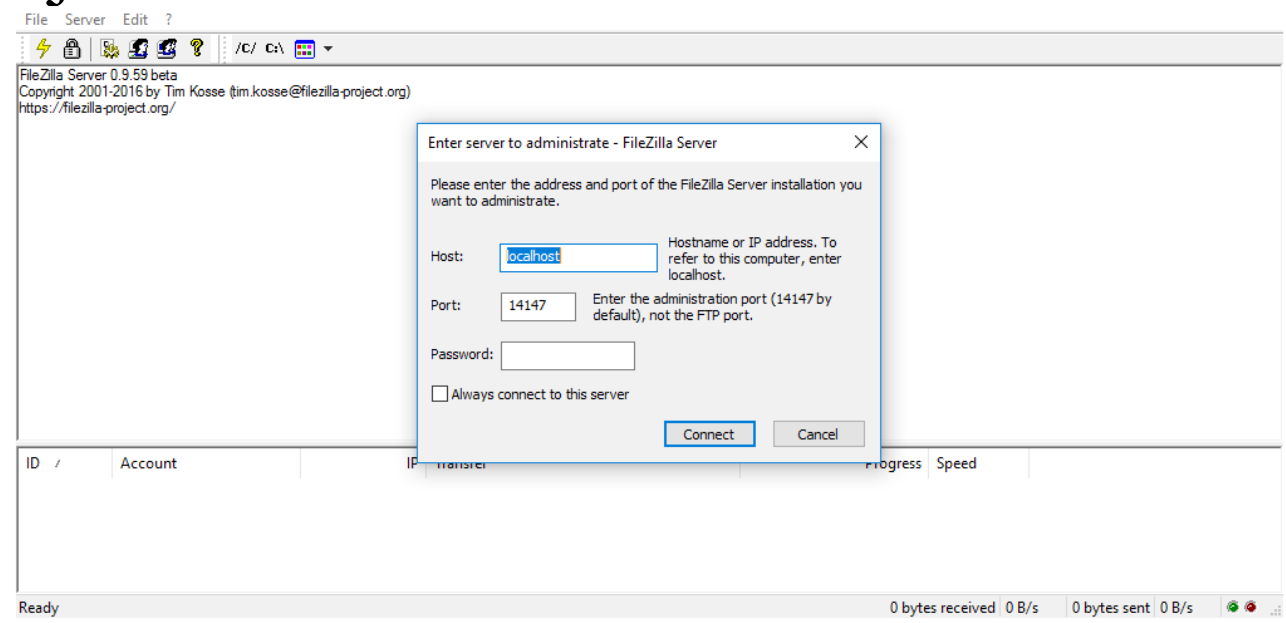 File Server Edit ?
/C/ C:\
FileZilla Server 0.9.59 beta
Copyright 2001-2016 by Tim Kosse (tim.kosse@filezilla-project.org)
https://filezilla-project.org/
Enter server to administrate - FileZilla Server
Please enter the address and port of the FileZilla Server installation you
want to administrate.
Host: localhost
Hostname or IP address. To
refer to this computer, enter
localhost.
Port: 14147
Enter the administration port (14147 by
default), not the FTP port.
Password:
Always connect to this server
Connect Cancel
ID / Account IP Transfer Progress Speed
Ready 0 bytes received 0 B/s 0 bytes sent 0 B/s